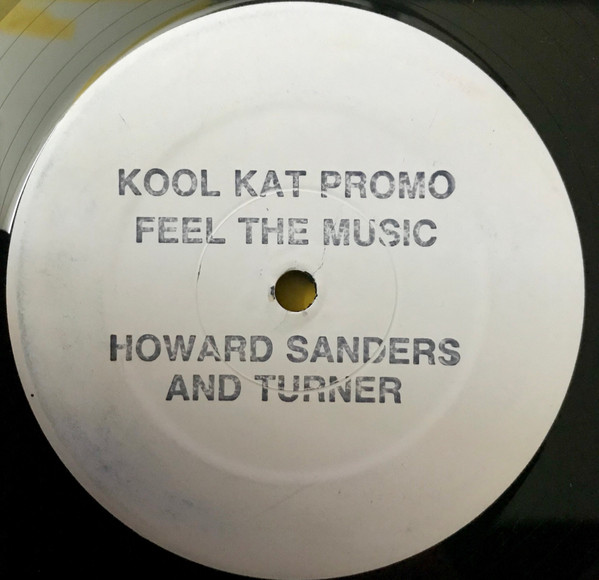 KOOL KAT PROMO
FEEL THE MUSIC
HOWARD SANDERS
AND TURNER